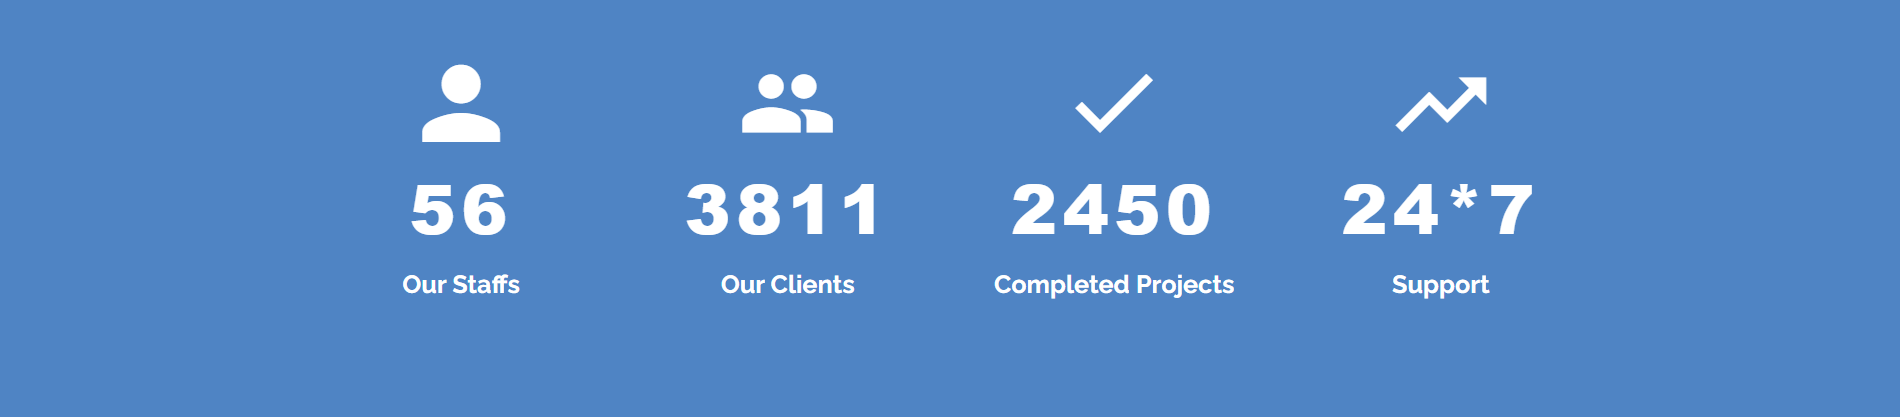 56
3811
2450
24*7
Our Staffs
Our Clients
Completed Projects
Support